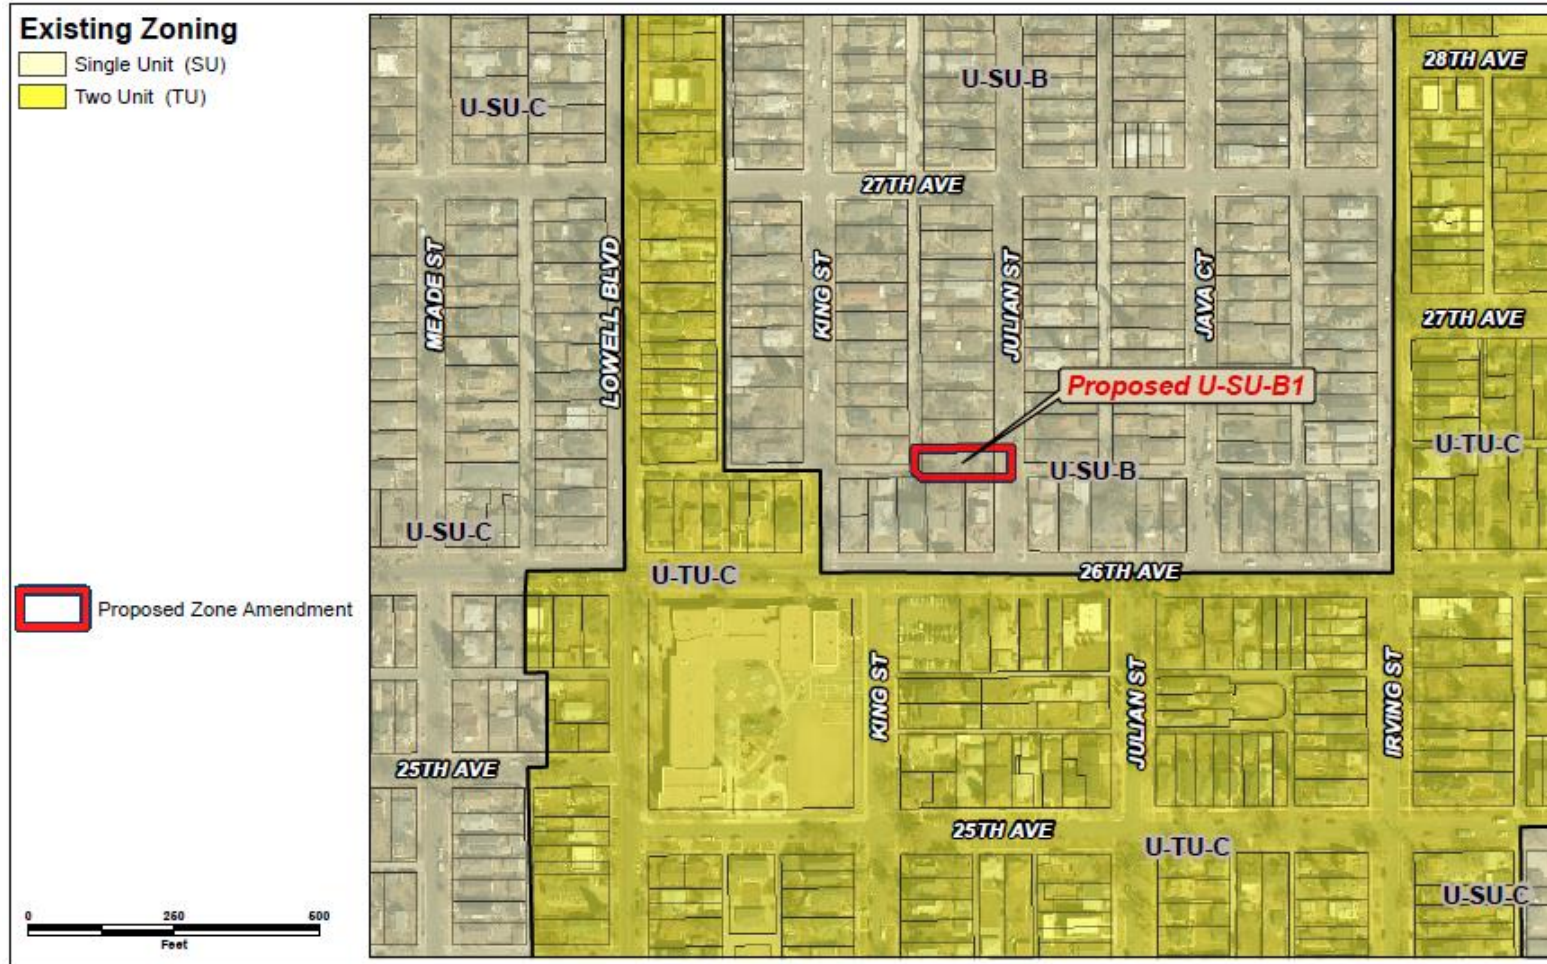 Existing Zoning
Single Unit (SU)
Two Unit (TU)
Proposed Zone Amendment
0 260 600
Feet
U-SU-C
U-SU-B
28TH AVE
27TH AVE
MEADE ST
LOWELL BLVD
KING ST
JULIAN ST
JAVA CT
27TH AVE
Proposed U-SU-B1
U-TU-C
U-SU-B
U-SU-C
U-TU-C
26TH AVE
KING ST
JULIAN ST
IRVING ST
25TH AVE
25TH AVE
U-TU-C
U-SU-C